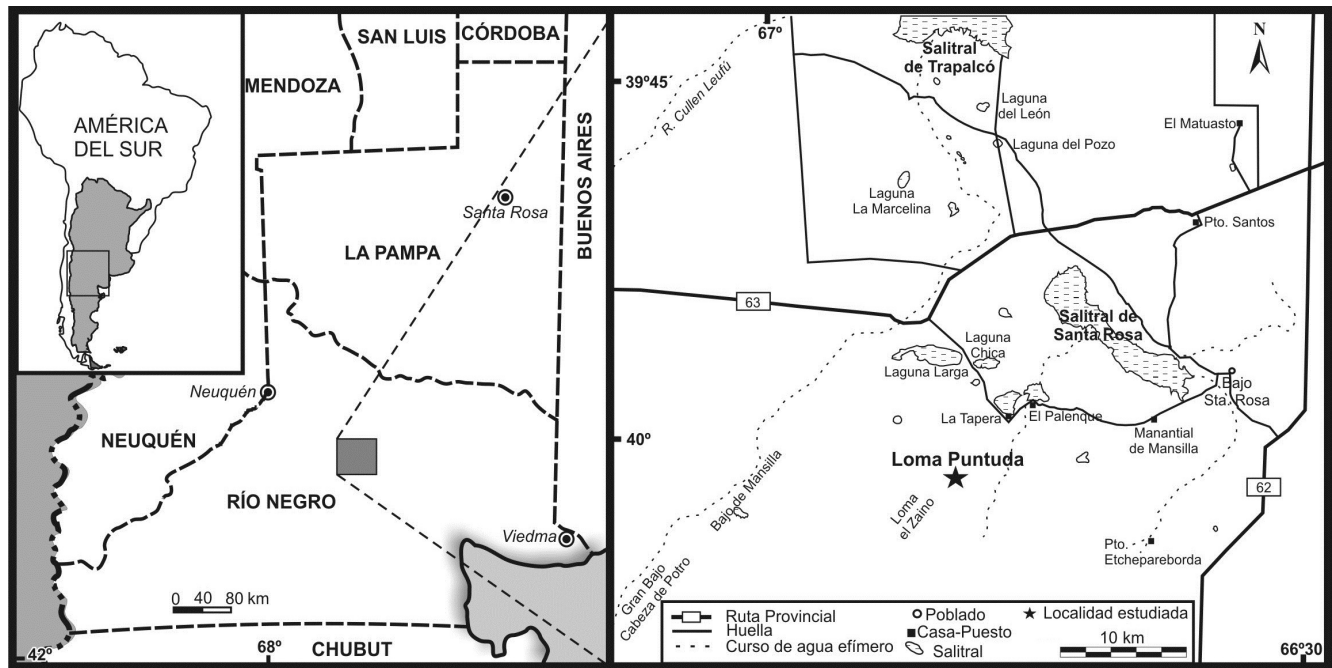 AMÉRICA
DEL SUR
SAN LUIS
CÓRDOBA
MENDOZA
BUENOS AIRES
Santa Rosa
LA PAMPA
Neuquén
NEUQUÉN
RÍO NEGRO
Viedma
0 40 80 km
CHUBUT
42º
68º
67º
39º45´
R. Cullen Leufú
Salitral
de Trapalcó
N
Laguna
del León
El Matuasto
Laguna del Pozo
Laguna
La Marcelina
Pto. Santos
63
Salitral de
Santa Rosa
Laguna
Chica
Laguna Larga
Bajo
Sta. Rosa
La Tapera
El Palenque
Manantial
de Mansilla
40º
Loma Puntuda
62
Bajo de Mansilla
Loma
el Zaino
Pto.
Etchepareborda
Gran Bajo
Cabeza de Potro
Ruta Provincial
Huella
Curso de agua efímero
Poblado
Casa-Puesto
Salitral
Localidad estudiada
10 km
66º30